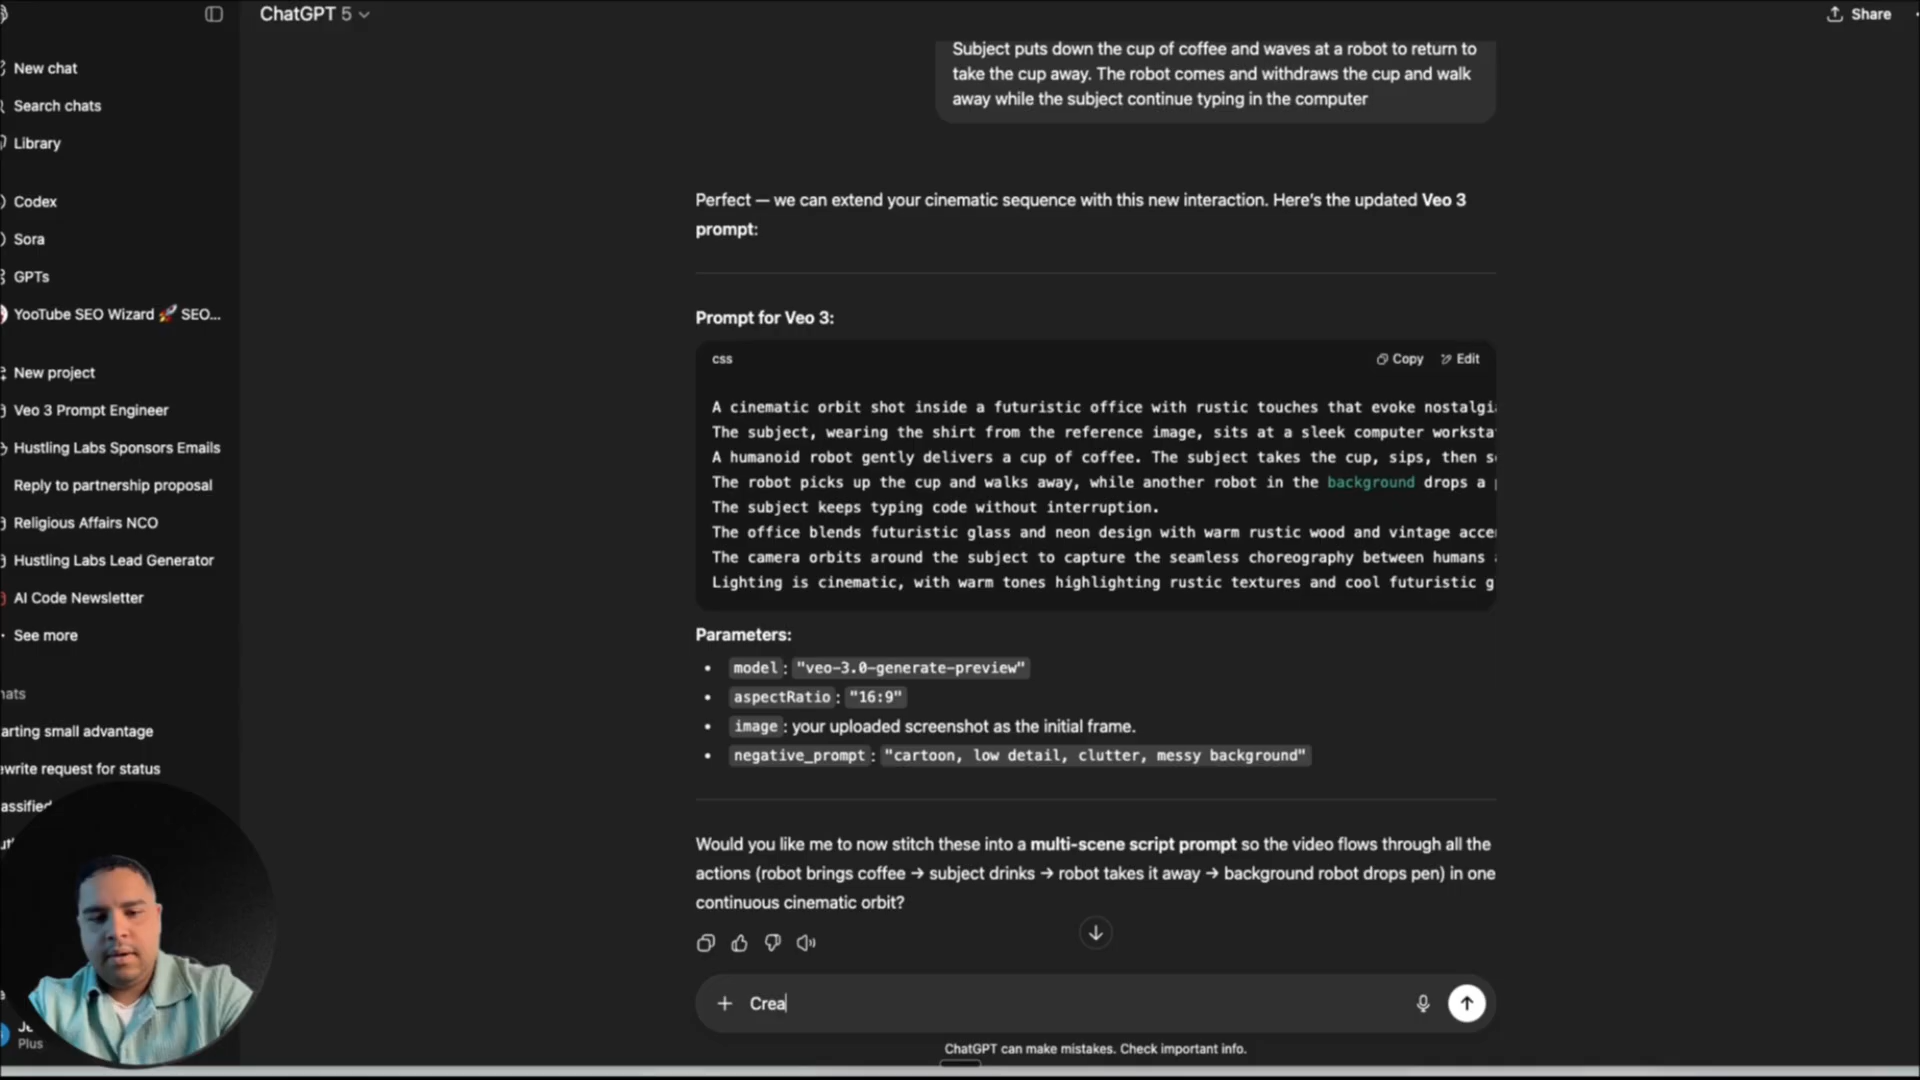 ChatGPT 5
Share
New chat
Search chats
Library
Codex
Sora
GPTs
YooTube SEO Wizard 🚀 SEO...
New project
Veo 3 Prompt Engineer
Hustling Labs Sponsors Emails
Reply to partnership proposal
Religious Affairs NCO
Hustling Labs Lead Generator
AI Code Newsletter
See more
hats
arting small advantage
ewrite request for status
assified
Plus
Subject puts down the cup of coffee and waves at a robot to return to
take the cup away. The robot comes and withdraws the cup and walk
away while the subject continue typing in the computer
Perfect — we can extend your cinematic sequence with this new interaction. Here's the updated Veo 3
prompt:
Prompt for Veo 3:
css
Copy
Edit
A cinematic orbit shot inside a futuristic office with rustic touches that evoke nostalgi
The subject, wearing the shirt from the reference image, sits at a sleek computer worksta
A humanoid robot gently delivers a cup of coffee. The subject takes the cup, sips, then s
The robot picks up the cup and walks away, while another robot in the background drops a
The subject keeps typing code without interruption.
The office blends futuristic glass and neon design with warm rustic wood and vintage acce
The camera orbits around the subject to capture the seamless choreography between humans
Lighting is cinematic, with warm tones highlighting rustic textures and cool futuristic g
Parameters:
• model: "veo-3.0-generate-preview"
• aspectRatio: "16:9"
• image: your uploaded screenshot as the initial frame.
• negative_prompt: "cartoon, low detail, clutter, messy background"
Would you like me to now stitch these into a multi-scene script prompt so the video flows through all the
actions (robot brings coffee → subject drinks → robot takes it away → background robot drops pen) in one
continuous cinematic orbit?
Crea
ChatGPT can make mistakes. Check important info.